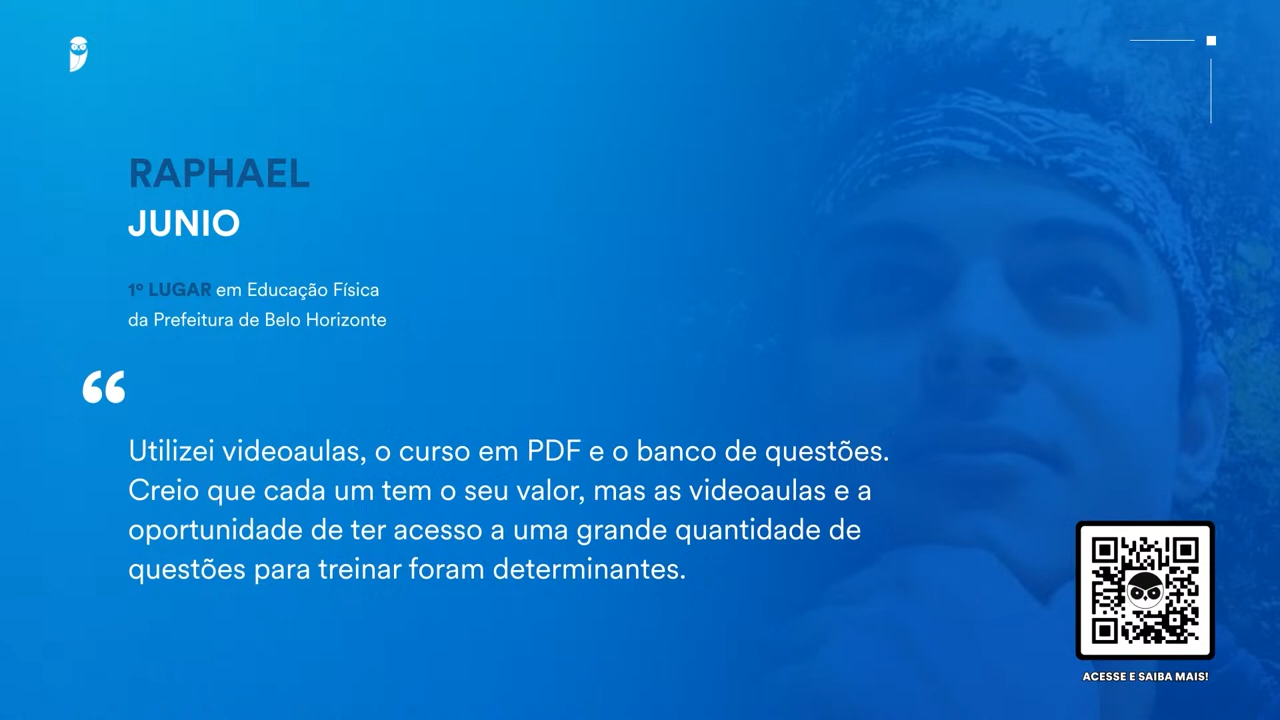 RAPHAEL
JUNIO
1º LUGAR em Educação Física
da Prefeitura de Belo Horizonte
“
Utilizei videoaulas, o curso em PDF e o banco de questões.
Creio que cada um tem o seu valor, mas as videoaulas e a
oportunidade de ter acesso a uma grande quantidade de
questões para treinar foram determinantes.
ACESSE E SAIBA MAIS!